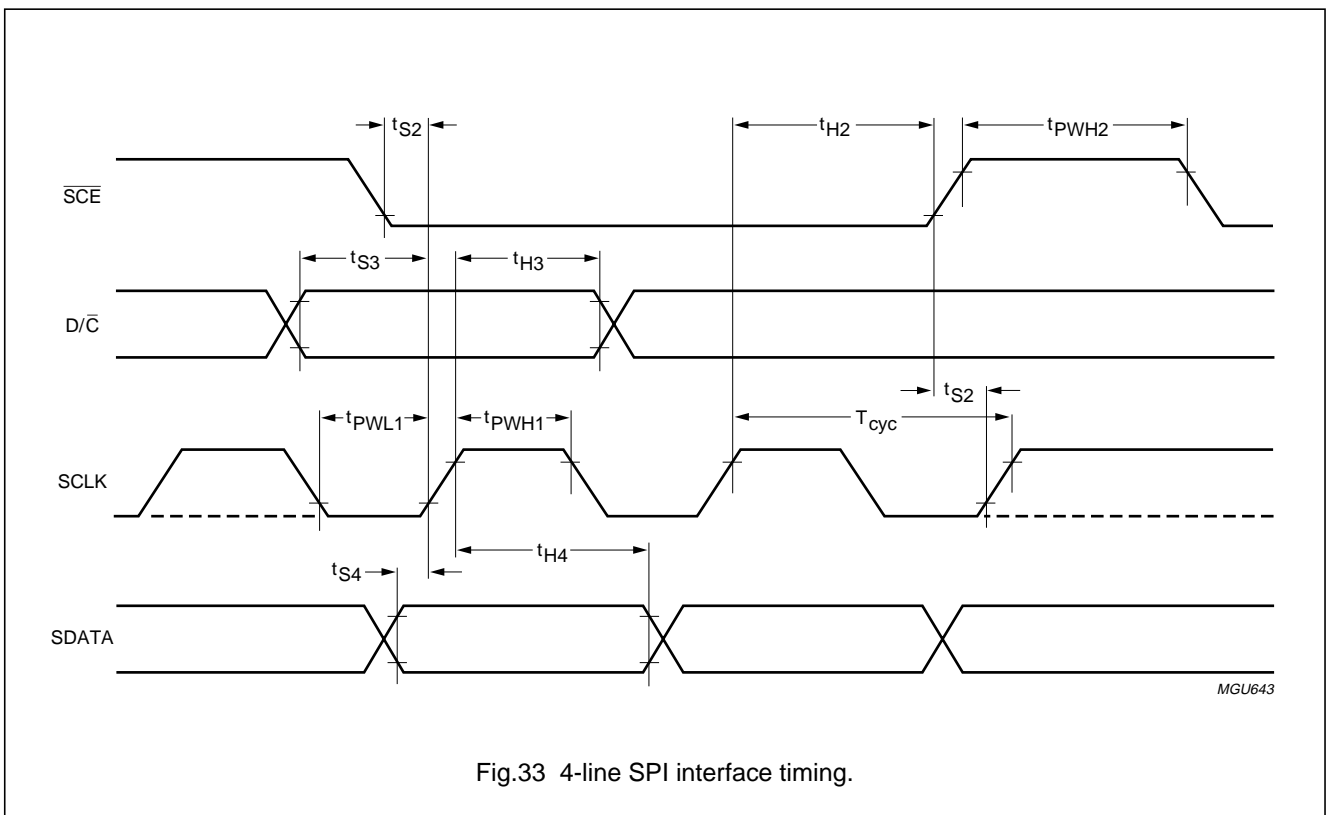 tS2
tH2
tPWH2
S̅C̅E̅
tS3
tH3
D/C̅
tS2
tPWL1
tPWH1
Tcyc
SCLK
tH4
tS4
SDATA
MGU643
Fig.33 4-line SPI interface timing.